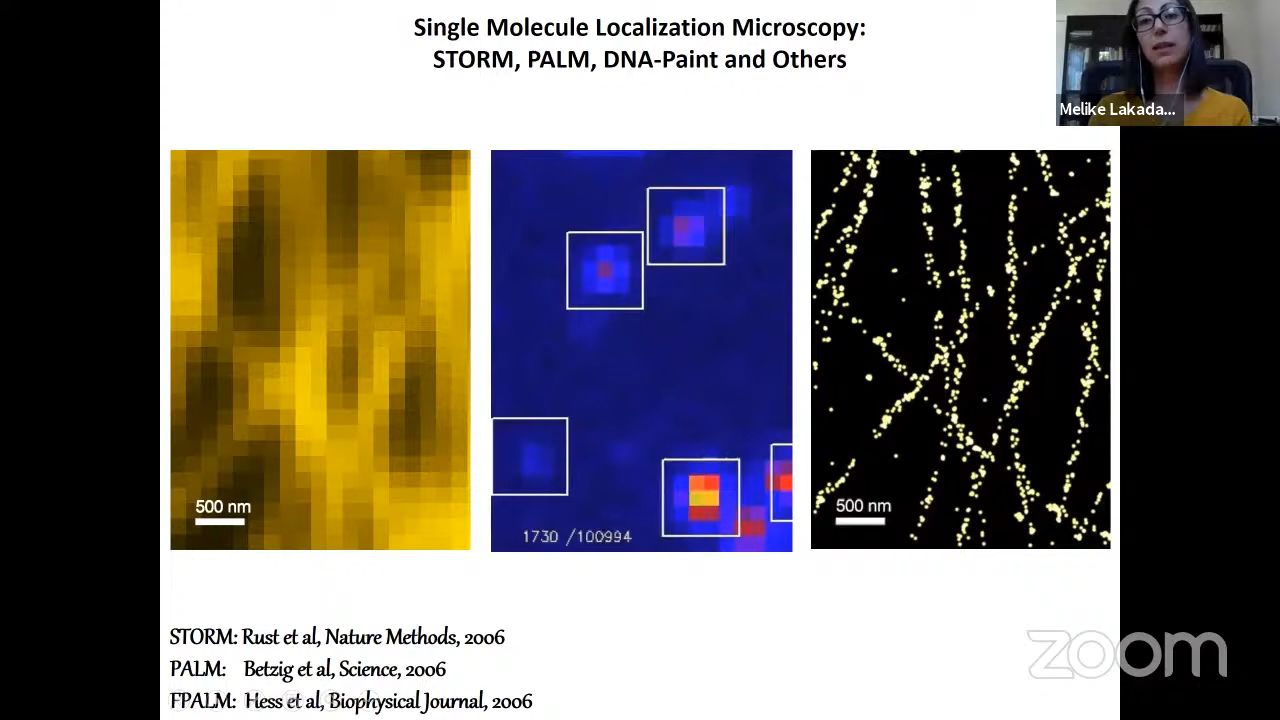 Single Molecule Localization Microscopy:
STORM, PALM, DNA-Paint and Others
Melike Lakada...
500 nm
1730 /100994
500 nm
STORM: Rust et al, Nature Methods, 2006
PALM: Betzig et al, Science, 2006
FPALM: Hess et al, Biophysical Journal, 2006
zoom